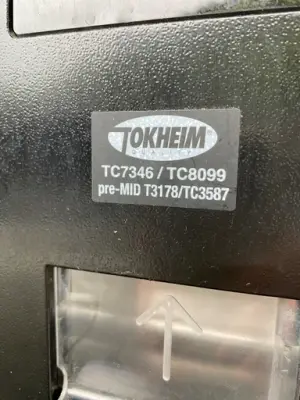 TOKHEIM
TC7346 / TC8099
pre-MID T3178/TC3587